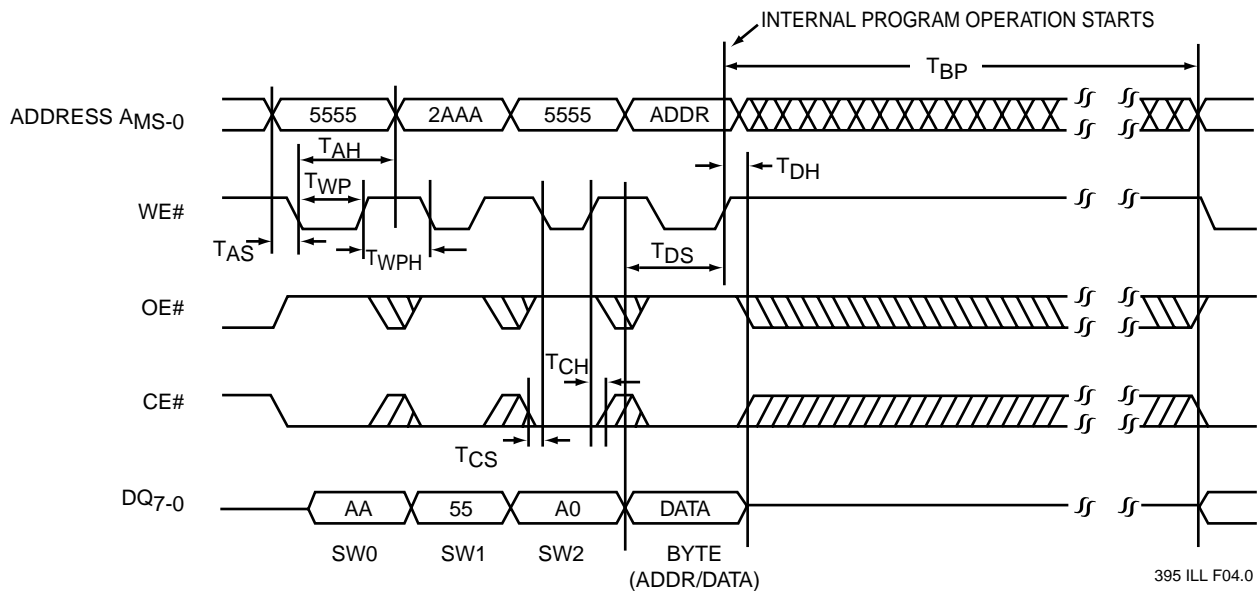 INTERNAL PROGRAM OPERATION STARTS
TBP
ADDRESS AMS-0
5555
2AAA
5555
ADDR
TAH
TDH
TWP
WE#
TAS
TWPH
TDS
OE#
TCH
CE#
TCS
DQ7-0
AA
55
A0
DATA
SW0
SW1
SW2
BYTE
(ADDR/DATA)
395 ILL F04.0